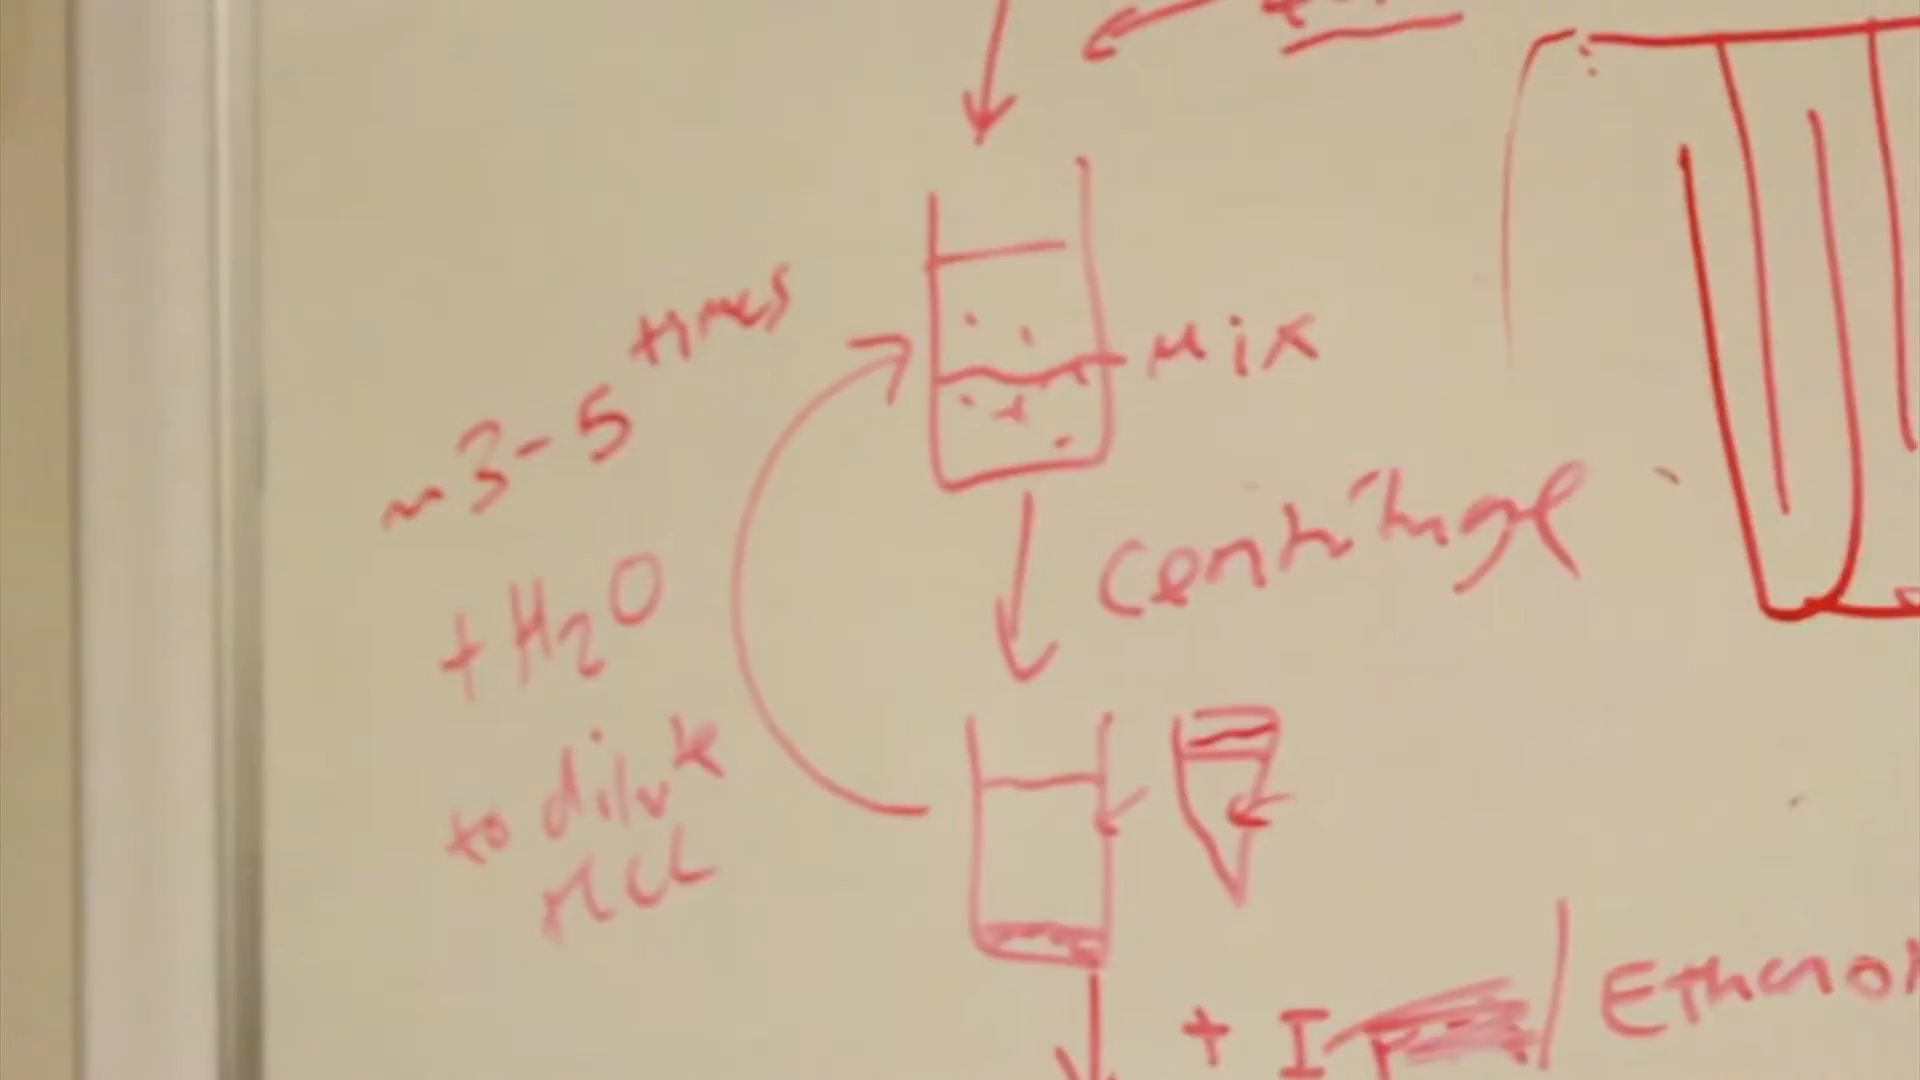 Mix
~3-5 times
Centrifuge
+ H2O
to dilute
HCL
+ I
Ethanol